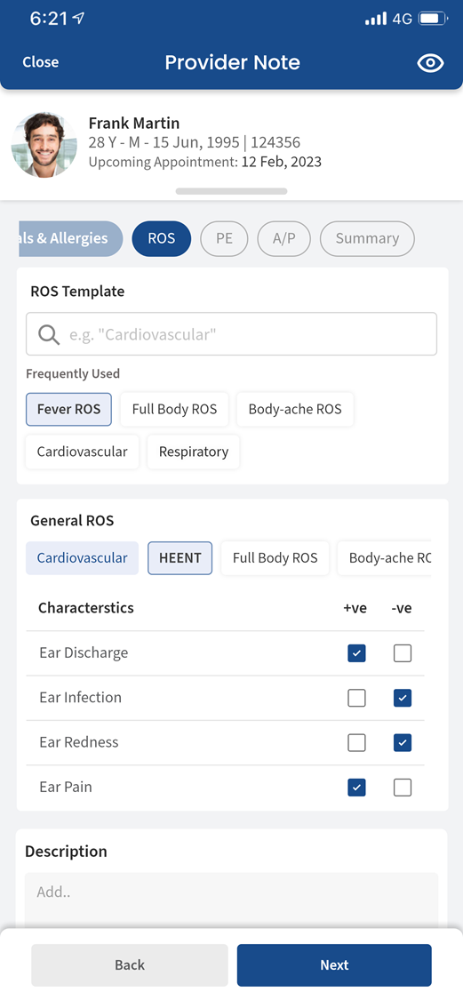 6:21 4G
Close Provider Note
Frank Martin
28 Y - M - 15 Jun, 1995 | 124356
Upcoming Appointment: 12 Feb, 2023
als & Allergies ROS PE A/P Summary
ROS Template
e.g. "Cardiovascular"
Frequently Used
Fever ROS Full Body ROS Body-ache ROS
Cardiovascular Respiratory
General ROS
Cardiovascular HEENT Full Body ROS Body-ache RO
Characterstics +ve -ve
Ear Discharge
Ear Infection
Ear Redness
Ear Pain
Description
Add..
Back Next